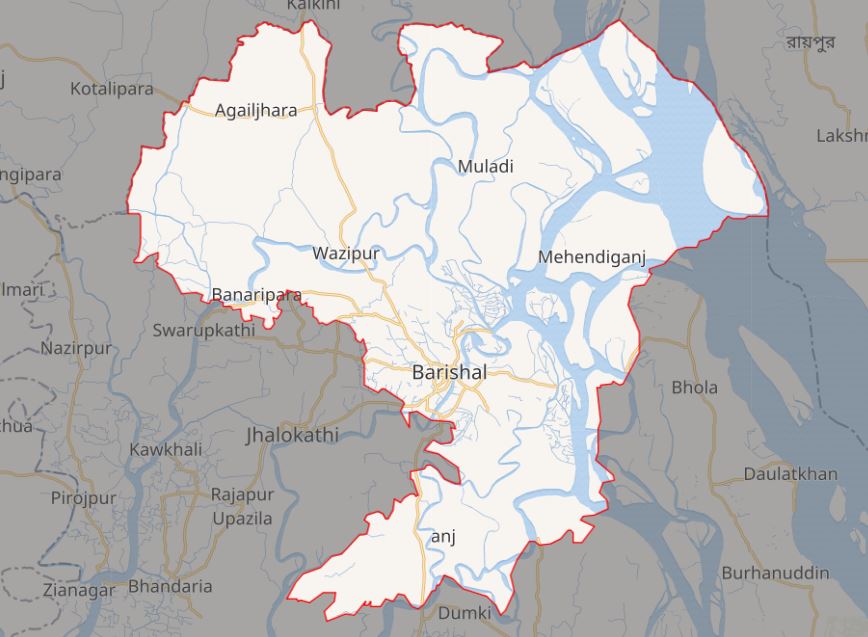 Kalkini
রায়পুর
j
Kotalipara
Agailjhara
Lakshm
ngipara
Muladi
Wazipur
Mehendiganj
'lmari
Banaripara
Swarupkathi
Nazirpur
Barishal
Bhola
hua
Jhalokathi
Kawkhali
Daulatkhan
Pirojpur
Rajapur
Upazila
anj
Burhanuddin
Zianagar
Bhandaria
Dumki